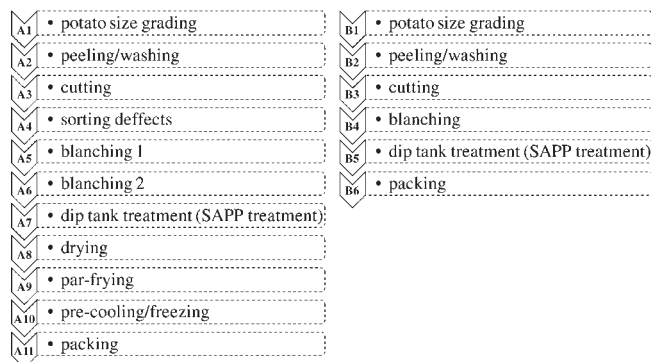 A1 • potato size grading
A2 • peeling/washing
A3 • cutting
A4 • sorting deffects
A5 • blanching 1
A6 • blanching 2
A7 • dip tank treatment (SAPP treatment)
A8 • drying
A9 • par-frying
A10 • pre-cooling/freezing
A11 • packing
B1 • potato size grading
B2 • peeling/washing
B3 • cutting
B4 • blanching
B5 • dip tank treatment (SAPP treatment)
B6 • packing